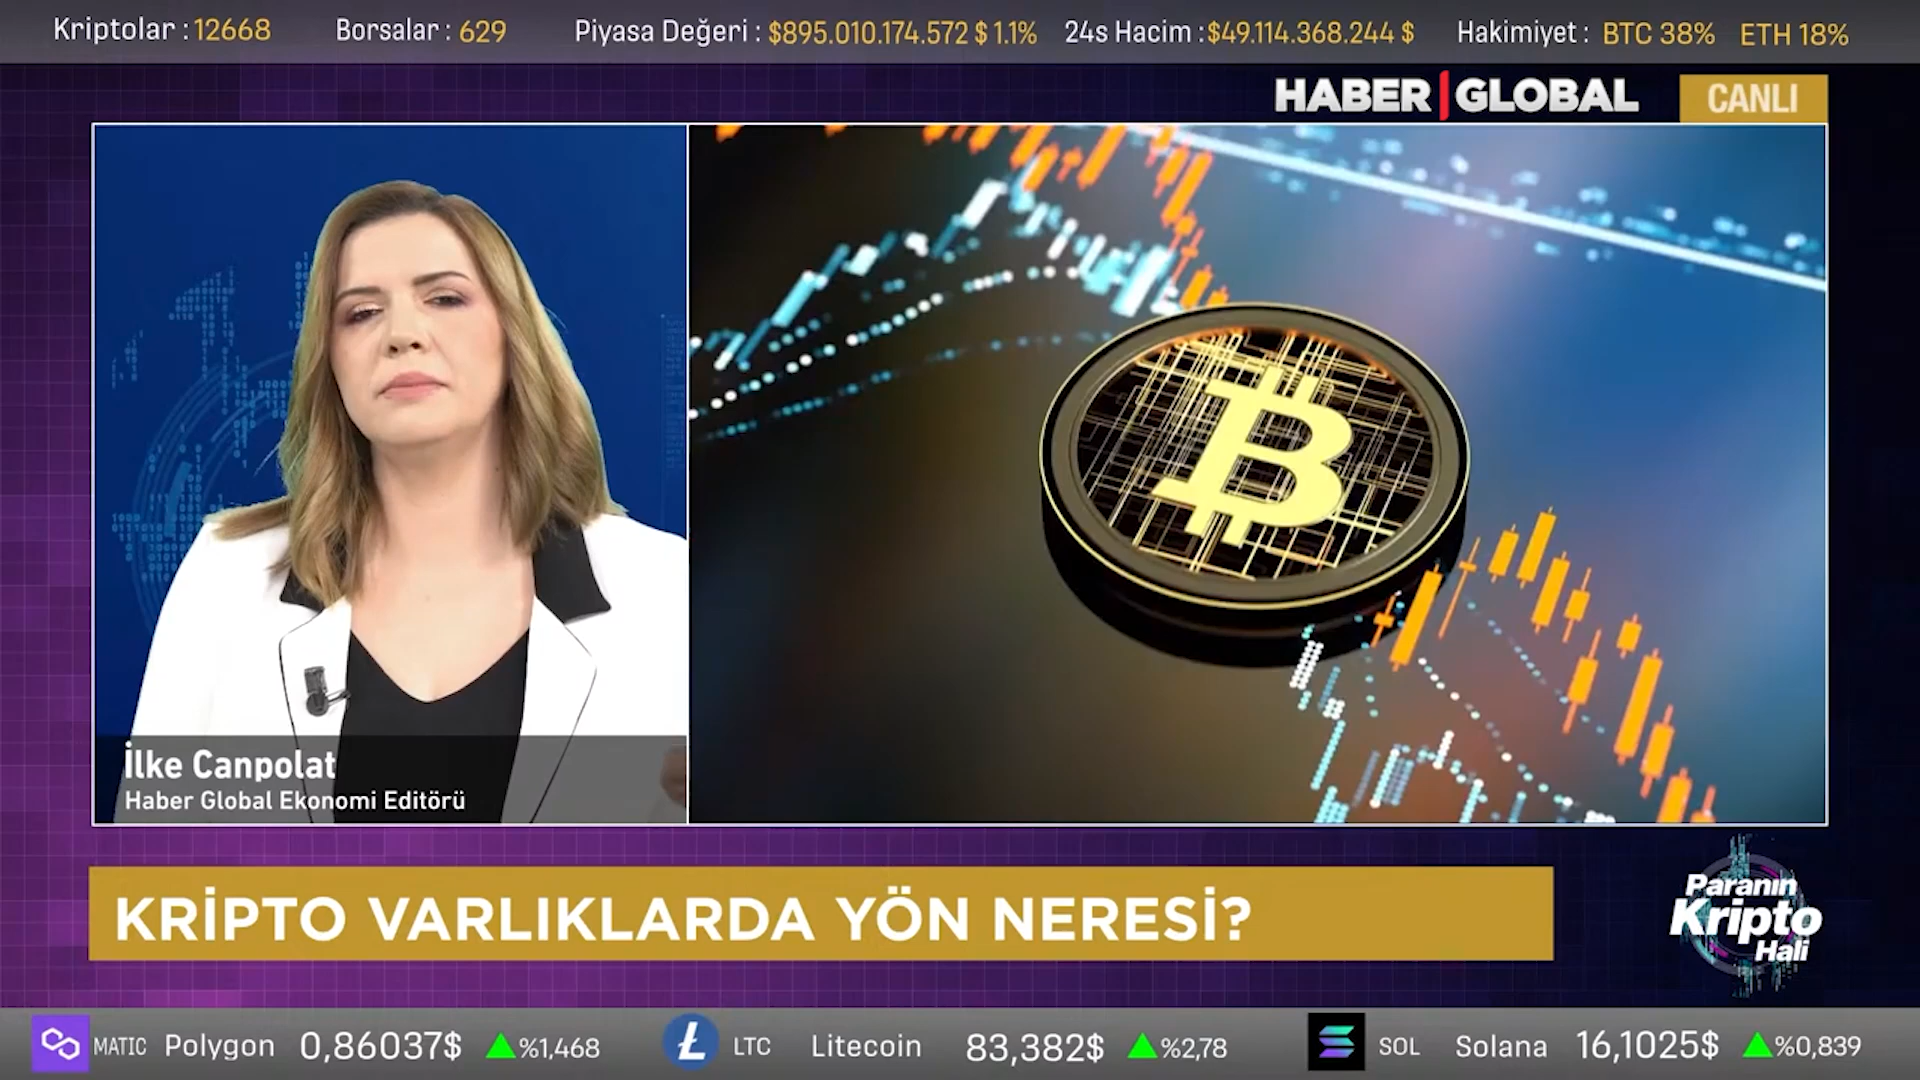 Kriptolar : 12668 Borsalar : 629 Piyasa Değeri : $895.010.174.572 $ 1.1% 24s Hacim : $49.114.368.244 $ Hakimiyet : BTC 38% ETH 18%
HABER GLOBAL CANLI
İlke Canpolat
Haber Global Ekonomi Editörü
KRİPTO VARLIKLARDA YÖN NERESİ?
Paranın
Kripto
Hali
MATIC Polygon 0,86037$ %1,468 LTC Litecoin 83,382$ %2,78 SOL Solana 16,1025$ %0,839